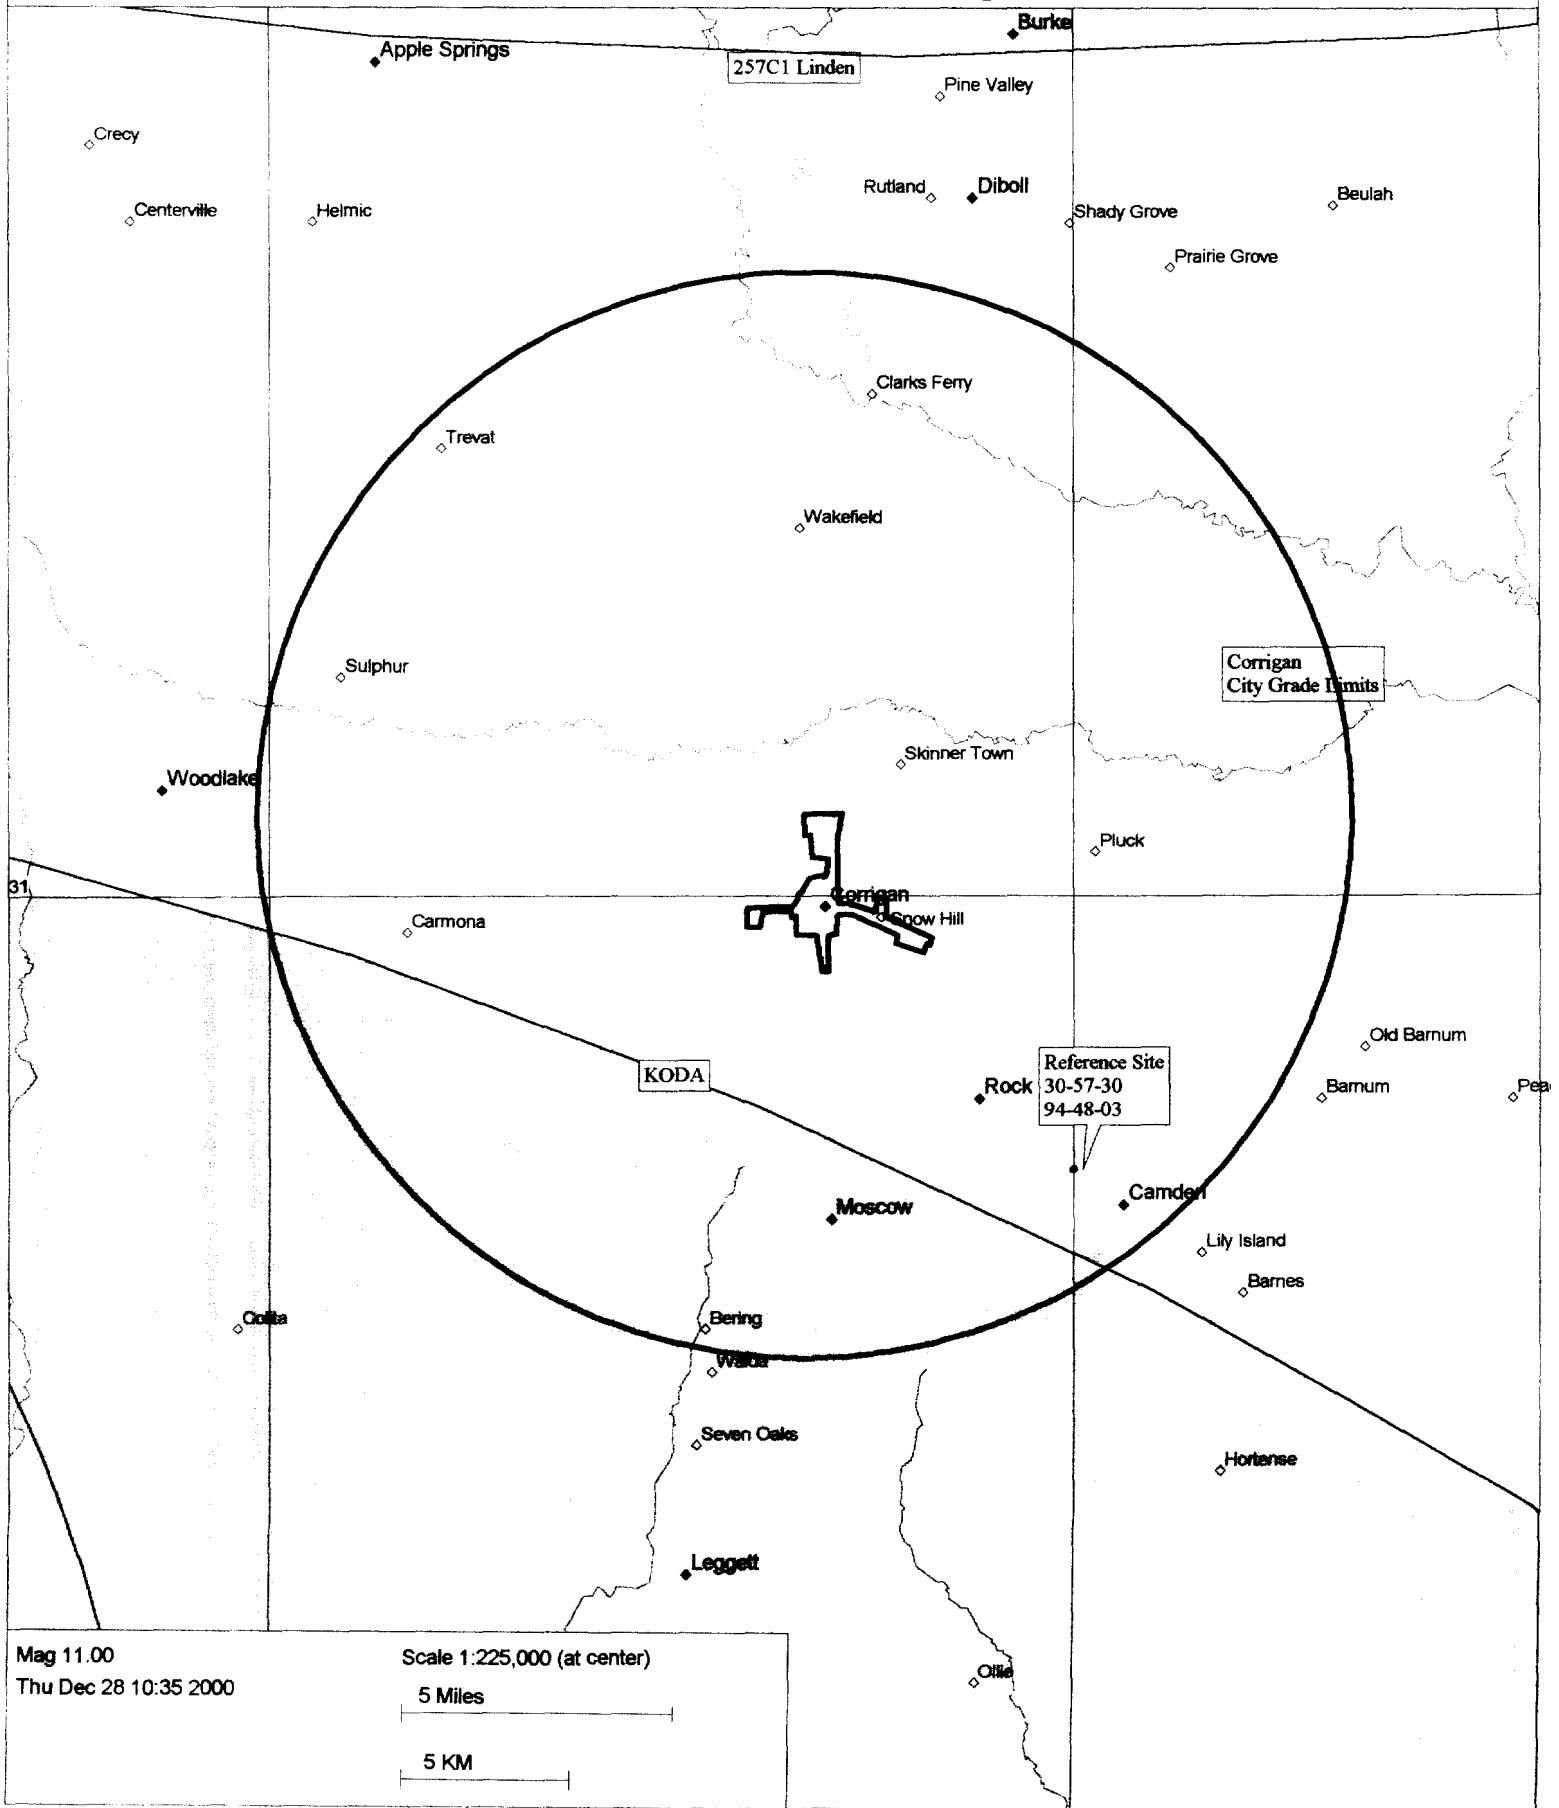 Burke
Apple Springs
257C1 Linden
Pine Valley
Crecy
Rutland
Diboll
Beulah
Centerville
Helmic
Shady Grove
Prairie Grove
Clarks Ferry
Trevat
Wakefield
Sulphur
Corrigan
City Grade Limits
Skinner Town
Woodlake
Pluck
31
Corrigan
Snow Hill
Carmona
Old Barnum
KODA
Reference Site
30-57-30
94-48-03
Rock
Barnum
Pea
Camden
Moscow
Lily Island
Barnes
Colita
Bering
Seven Oaks
Hortense
Leggett
Ollie
Mag 11.00
Thu Dec 28 10:35 2000
Scale 1:225,000 (at center)
5 Miles
5 KM